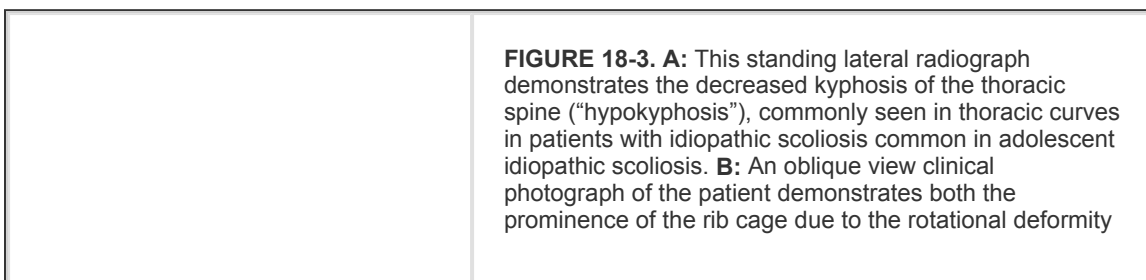 FIGURE 18-3. A: This standing lateral radiograph
demonstrates the decreased kyphosis of the thoracic
spine (“hypokyphosis”), commonly seen in thoracic curves
in patients with idiopathic scoliosis common in adolescent
idiopathic scoliosis. B: An oblique view clinical
photograph of the patient demonstrates both the
prominence of the rib cage due to the rotational deformity